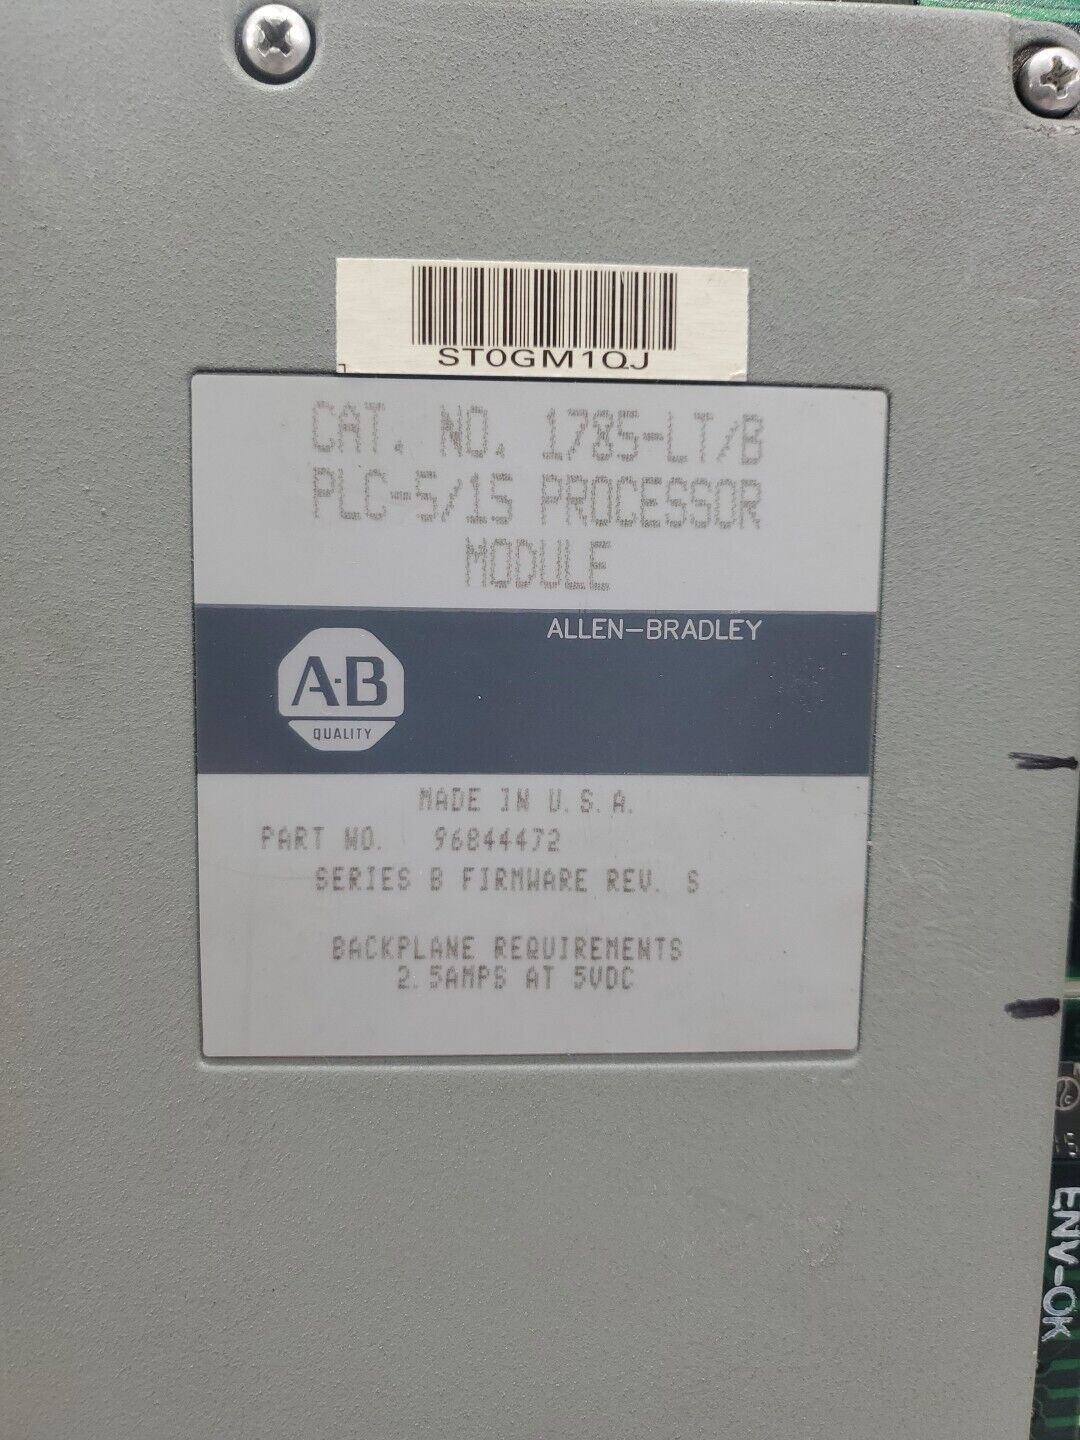 ST0GM1QJ
CAT. NO. 1785-LT/B
PLC-5/15 PROCESSOR
MODULE
ALLEN-BRADLEY
A-B
QUALITY
MADE IN U.S.A.
PART NO. 96844472
SERIES B FIRMWARE REV. S
BACKPLANE REQUIREMENTS
2.5AMPS AT 5VDC
ENV-OK